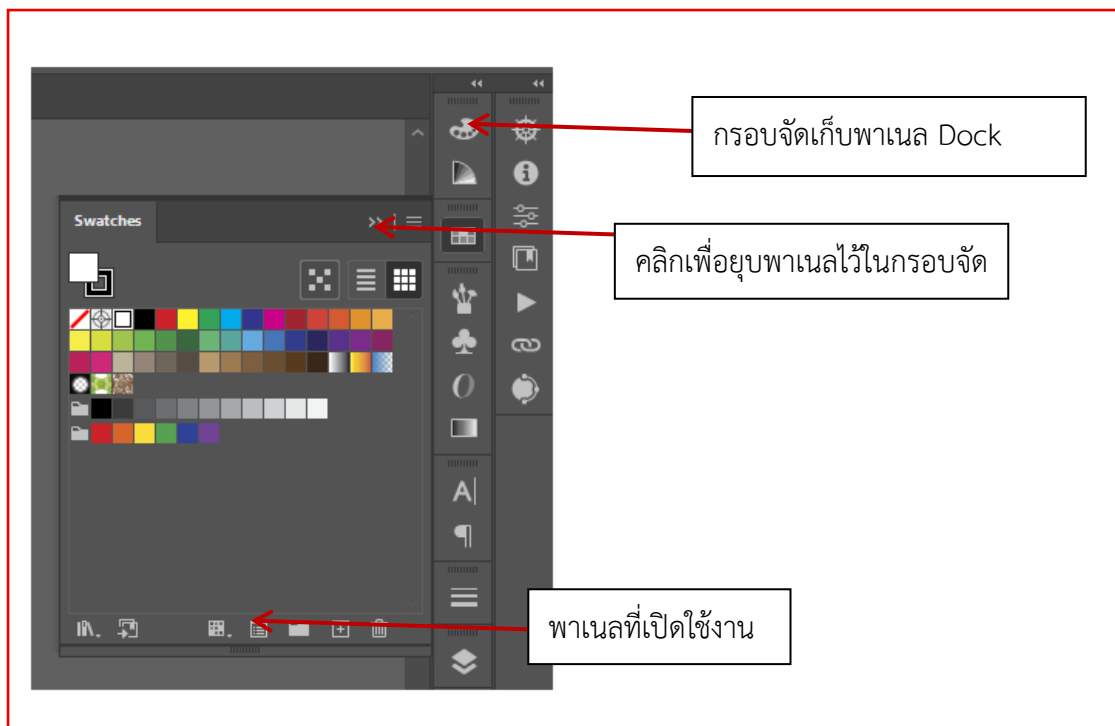 กรอบจัดเก็บพาเนล Dock
Swatches
คลิกเพื่อยุบพาเนลไว้ในกรอบจัด
พาเนลที่เปิดใช้งาน